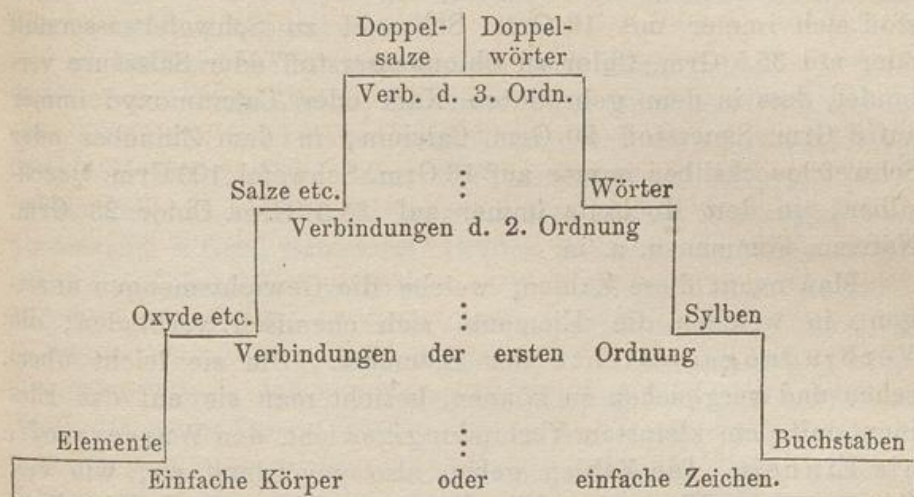 Doppel- Doppel-
salze wörter
Verb. d. 3. Ordn.
Salze etc. Wörter
Verbindungen d. 2. Ordnung
Oxyde etc. Sylben
Verbindungen der ersten Ordnung
Elemente Buchstaben
Einfache Körper oder einfache Zeichen.